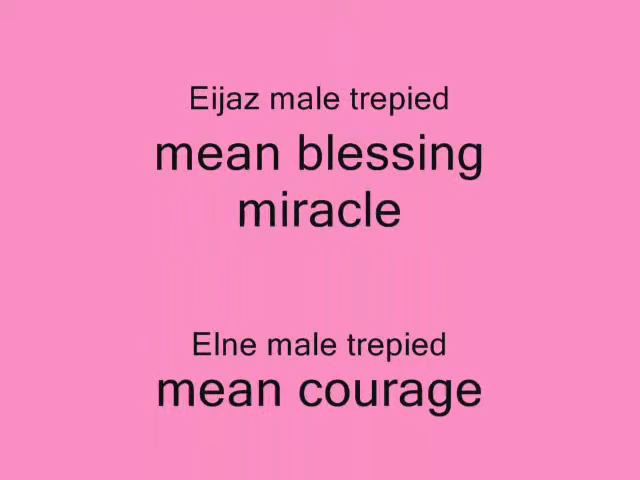 Eijaz male trepied
mean blessing
miracle
Elne male trepied
mean courage